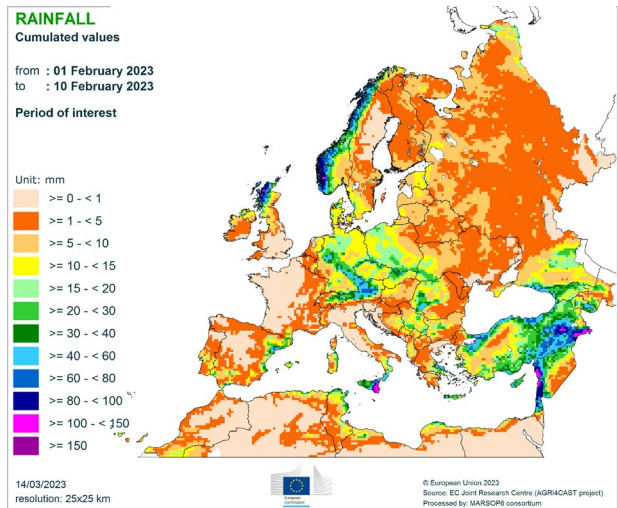 RAINFALL
Cumulated values
from : 01 February 2023
to : 10 February 2023
Period of interest
Unit: mm
>= 0 - < 1
>= 1 - < 5
>= 5 - < 10
>= 10 - < 15
>= 15 - < 20
>= 20 - < 30
>= 30 - < 40
>= 40 - < 60
>= 60 - < 80
>= 80 - < 100
>= 100 - < 150
>= 150
14/03/2023
resolution: 25x25 km
European
Commission
© European Union 2023
Source: EC Joint Research Centre (AGRI4CAST project)
Processed by: MARSOP6 consortium